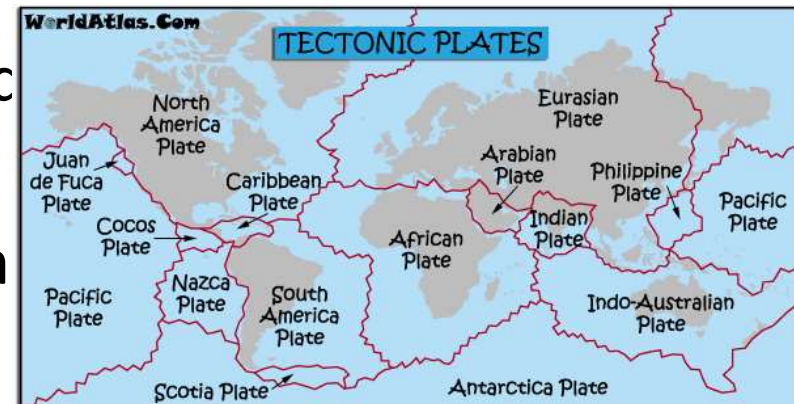 WorldAtlas.Com
TECTONIC PLATES
c
North
America
Plate
Eurasian
Plate
Juan
de Fuca
Plate
Caribbean
Plate
Arabian
Plate
Philippine
Plate
Pacific
Plate
Cocos
Plate
African
Plate
Indian
Plate
n
Pacific
Plate
Nazca
Plate
South
America
Plate
Indo-Australian
Plate
Scotia Plate
Antarctica Plate